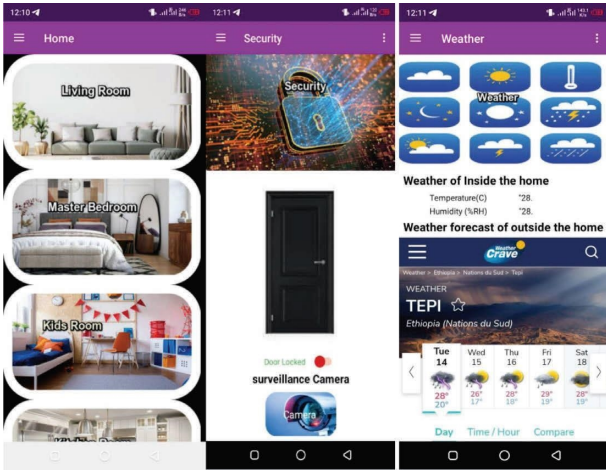 12:10
Home
Living Room
Master Bedroom
Kids Room
12:11
Security
Security
Door Locked
surveillance Camera
Camera
12:11
Weather
Weather
Weather of Inside the home
Temperature(C) "28.
Humidity (%RH) "28.
Weather forecast of outside the home
Weather
Crave
Weather > Ethiopia > Nations du Sud > Tepi
WEATHER
TEPI
Ethiopia (Nations du Sud)
Tue Wed Thu Fri Sat
14 15 16 17 18
28° 26° 28° 29° 28°
20° 17° 18° 19° 19°
Day Time / Hour Compare